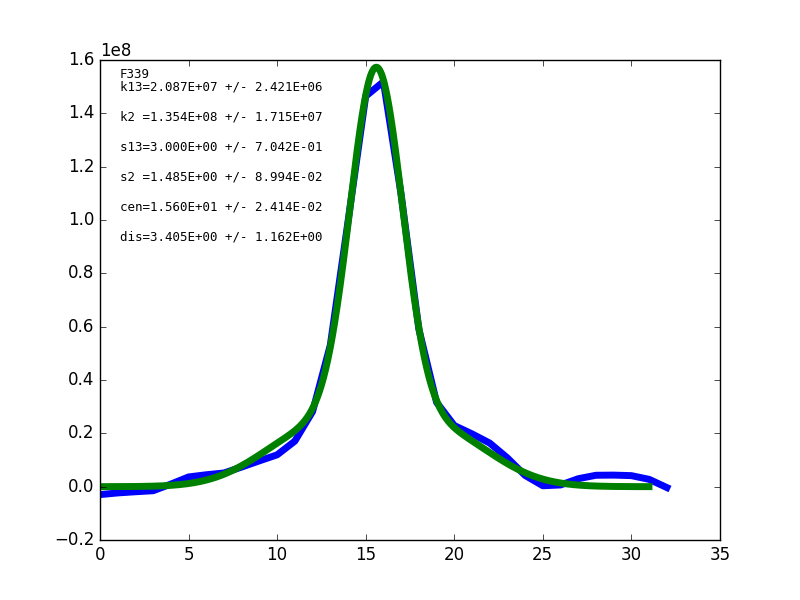 1e8
F339
k13=2.087E+07 +/- 2.421E+06
k2 =1.354E+08 +/- 1.715E+07
s13=3.000E+00 +/- 7.042E-01
s2 =1.485E+00 +/- 8.994E-02
cen=1.560E+01 +/- 2.414E-02
dis=3.405E+00 +/- 1.162E+00
1.6
1.4
1.2
1.0
0.8
0.6
0.4
0.2
0.0
−0.2
0 5 10 15 20 25 30 35